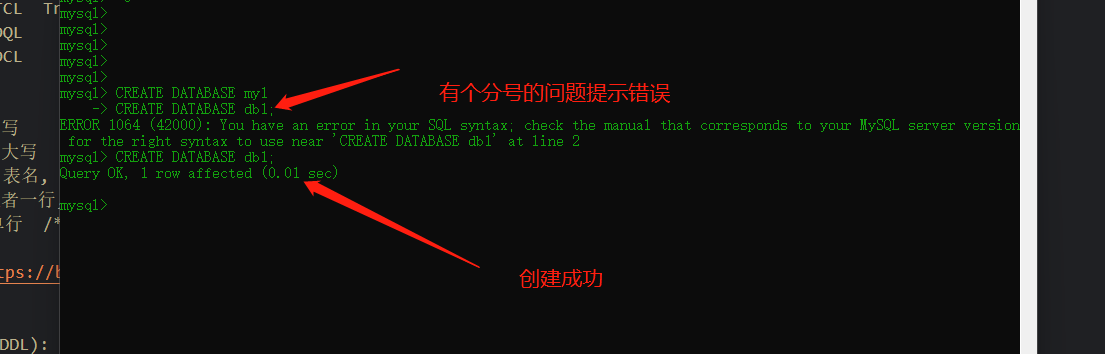 TCL  Tr
mysql>
mysql>
DQL
mysql>
mysql>
DCL
mysql>
mysql>
mysql> CREATE DATABASE my1
有个分号的问题提示错误
    -> CREATE DATABASE db1;
写
ERROR 1064 (42000): You have an error in your SQL syntax; check the manual that corresponds to your MySQL server version
大写
 for the right syntax to use near 'CREATE DATABASE db1' at line 2
mysql> CREATE DATABASE db1;
表名,
Query OK, 1 row affected (0.01 sec)
者一行
mysql>
行  /*
ttps://b
创建成功
DDL):